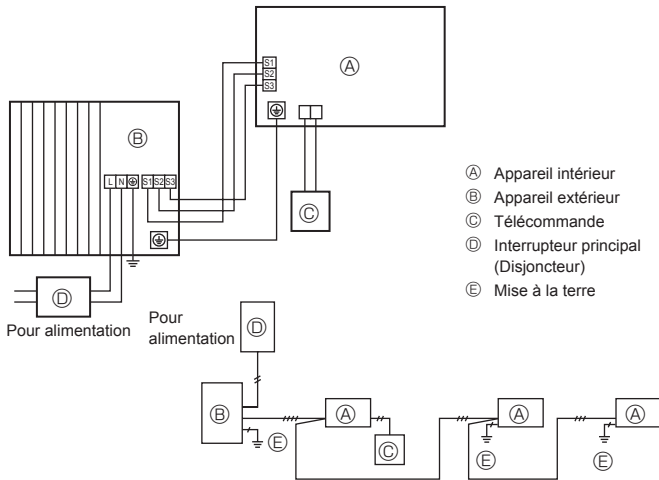 S1
S2
S3
Ⓐ
Ⓑ
L N S1 S2 S3
Ⓒ
Ⓓ
Pour alimentation
Ⓐ Appareil intérieur
Ⓑ Appareil extérieur
Ⓒ Télécommande
Ⓓ Interrupteur principal
(Disjoncteur)
Ⓔ Mise à la terre
Pour
alimentation
Ⓓ
Ⓑ
Ⓔ
Ⓐ
Ⓒ
Ⓐ
Ⓔ
Ⓐ
Ⓔ